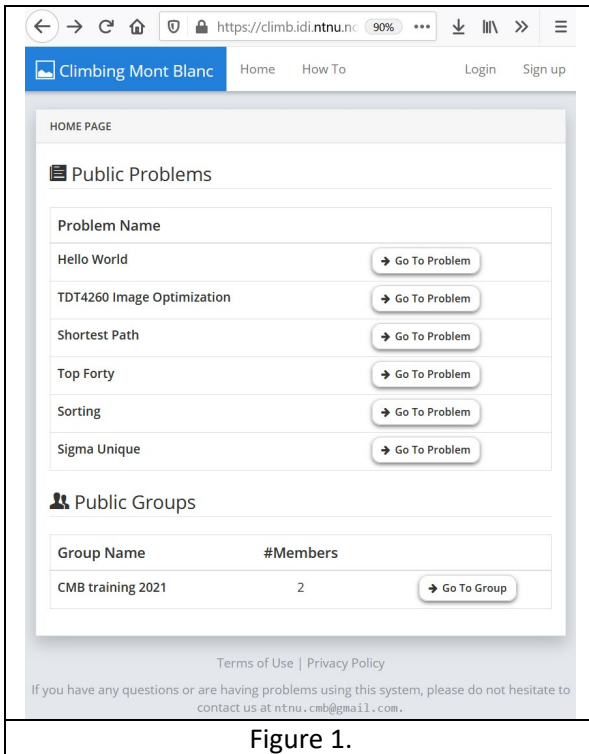 https://climb.idi.ntnu.nc 90%
Climbing Mont Blanc Home How To Login Sign up
HOME PAGE
Public Problems
Problem Name
Hello World Go To Problem
TDT4260 Image Optimization Go To Problem
Shortest Path Go To Problem
Top Forty Go To Problem
Sorting Go To Problem
Sigma Unique Go To Problem
Public Groups
Group Name #Members
CMB training 2021 2 Go To Group
Terms of Use | Privacy Policy
If you have any questions or are having problems using this system, please do not hesitate to
contact us at ntnu.cmb@gmail.com.
Figure 1.